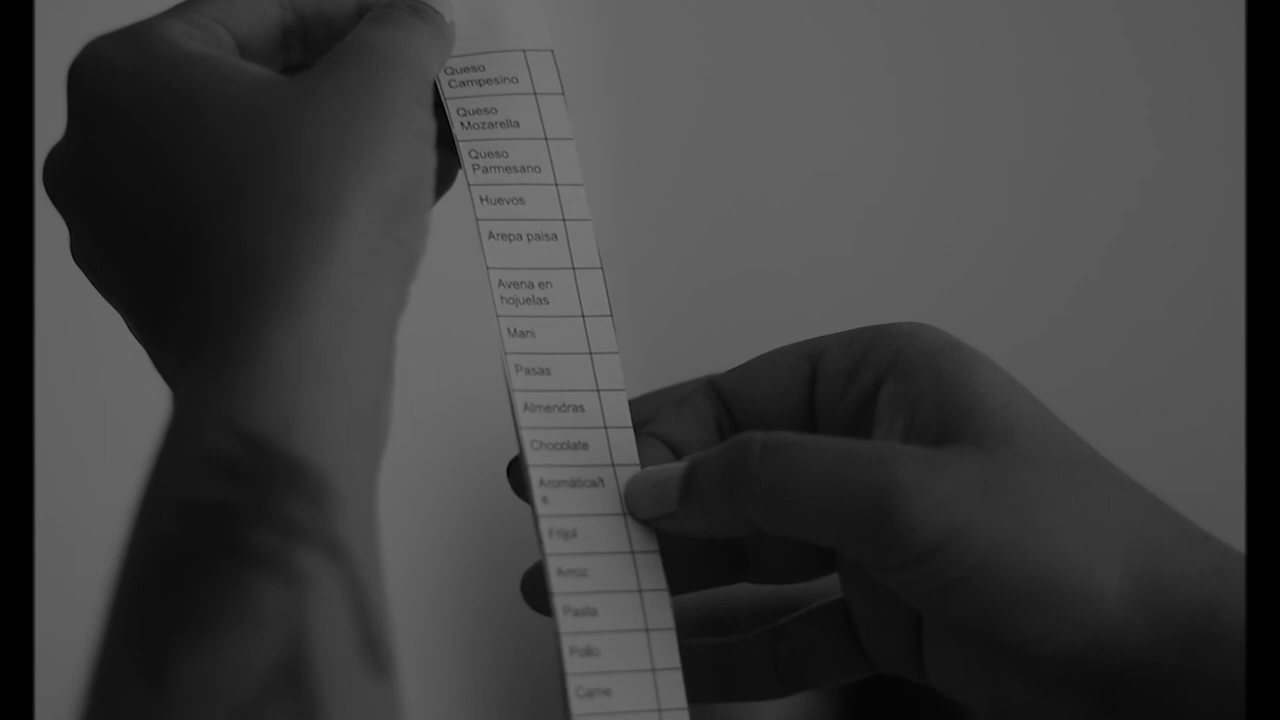 Queso
Campesino
Queso
Mozarella
Queso
Parmesano
Huevos
Arepa paisa
Avena en
hojuelas
Mani
Pasas
Almendras
Chocolate
Aromática/t
e
Frijol
Arroz
Pasta
Pollo
Carne